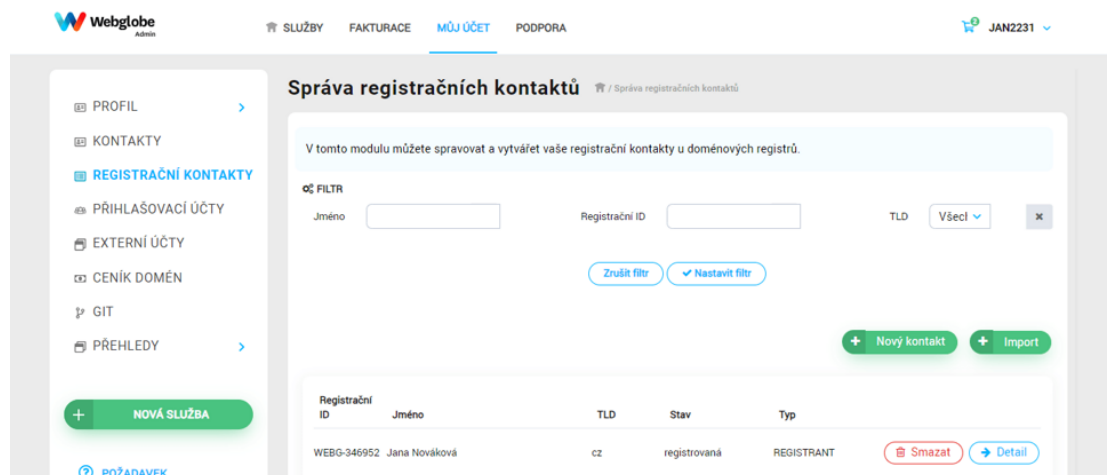 Webglobe
Admin
SLUŽBY FAKTURACE MŮJ ÚČET PODPORA
2 JAN2231
PROFIL
KONTAKTY
REGISTRAČNÍ KONTAKTY
PŘIHLAŠOVACÍ ÚČTY
EXTERNÍ ÚČTY
CENÍK DOMÉN
GIT
PŘEHLEDY
+ NOVÁ SLUŽBA
? POŽADAVEK
Správa registračních kontaktů / Správa registračních kontaktů
V tomto modulu můžete spravovat a vytvářet vaše registrační kontakty u doménových registrů.
FILTR
Jméno Registrační ID TLD Všecl
Zrušit filtr Nastavit filtr
+ Nový kontakt + Import
Registrační
ID Jméno TLD Stav Typ
WEBG-346952 Jana Nováková cz registrovaná REGISTRANT Smazat Detail